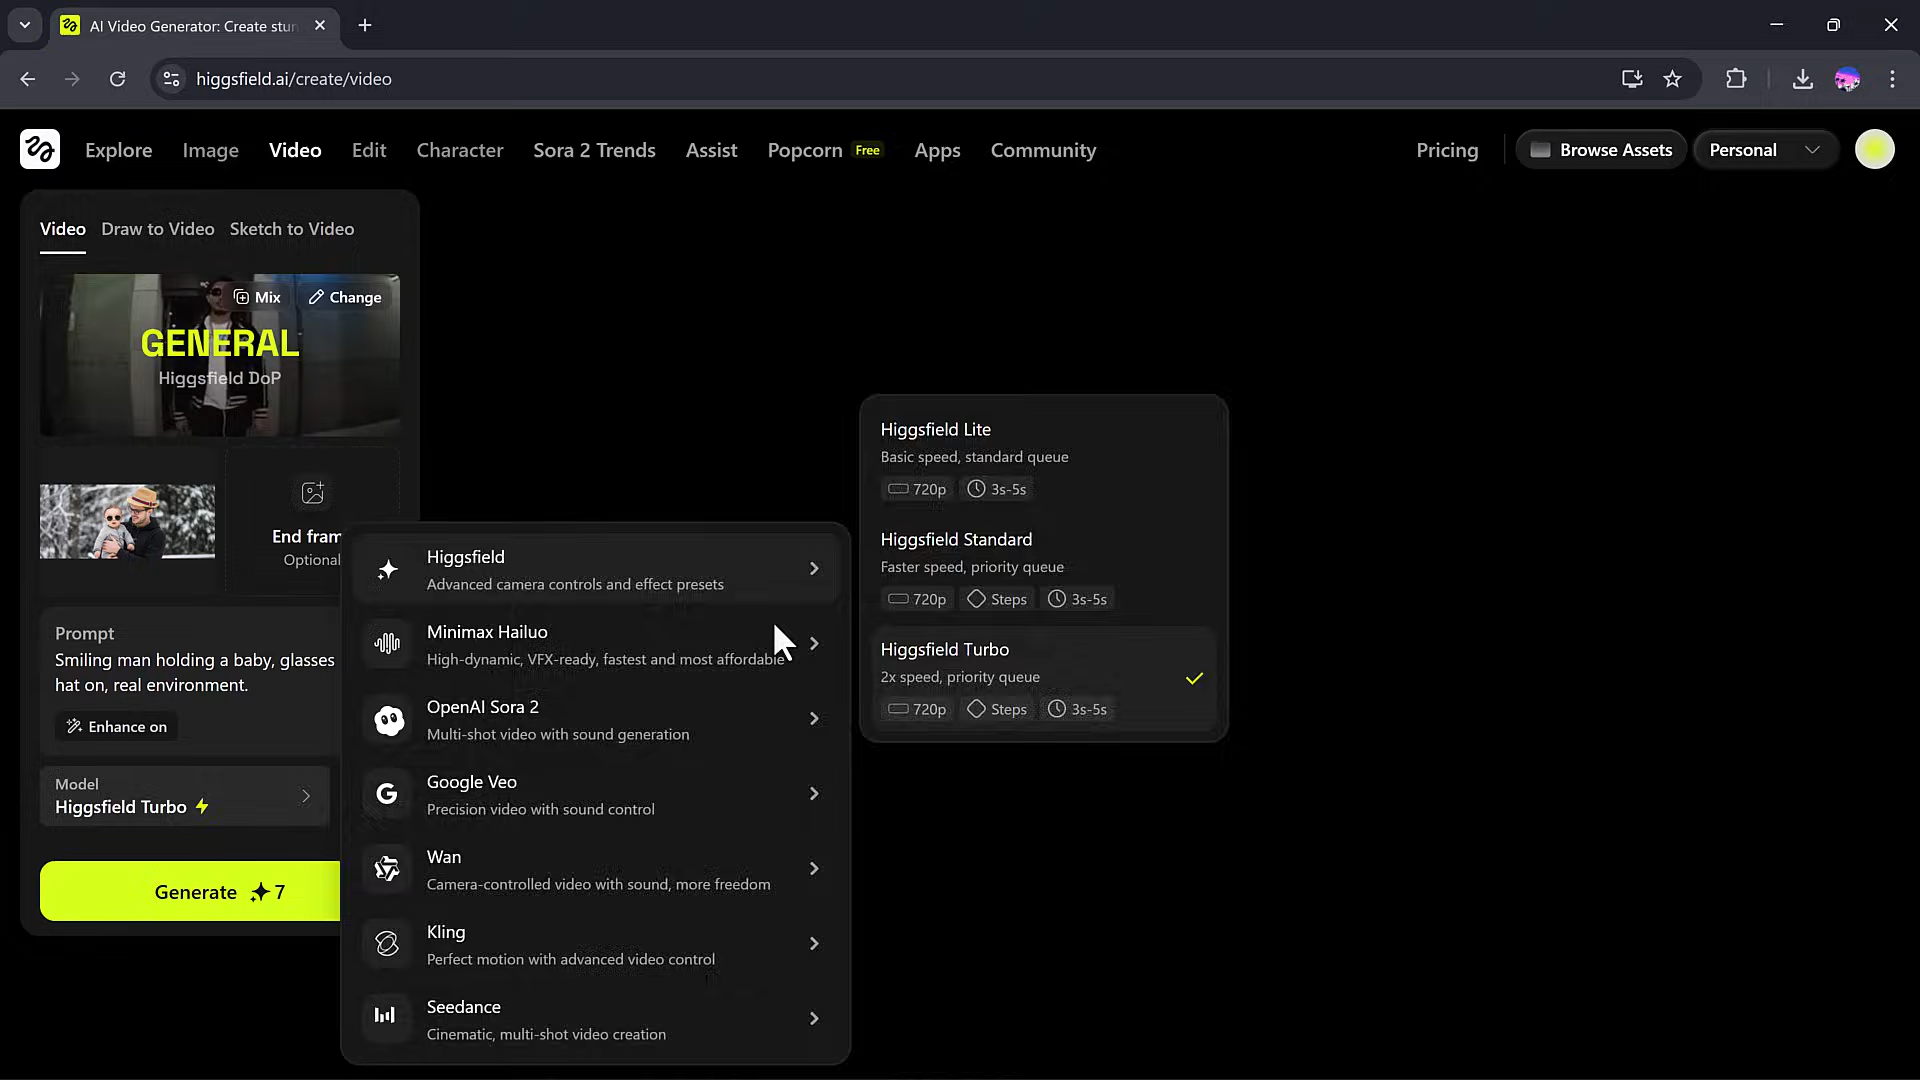 AI Video Generator: Create stun
higgsfield.ai/create/video
Explore
Image
Video
Edit
Character
Sora 2 Trends
Assist
Popcorn Free
Apps
Community
Pricing
Browse Assets
Personal
Video
Draw to Video
Sketch to Video
Mix
Change
GENERAL
Higgsfield DoP
End fram
Optional
Prompt
Smiling man holding a baby, glasses
hat on, real environment.
Enhance on
Model
Higgsfield Turbo
Generate 7
Higgsfield
Advanced camera controls and effect presets
Minimax Hailuo
High-dynamic, VFX-ready, fastest and most affordable
OpenAI Sora 2
Multi-shot video with sound generation
Google Veo
Precision video with sound control
Wan
Camera-controlled video with sound, more freedom
Kling
Perfect motion with advanced video control
Seedance
Cinematic, multi-shot video creation
Higgsfield Lite
Basic speed, standard queue
720p 3s-5s
Higgsfield Standard
Faster speed, priority queue
720p Steps 3s-5s
Higgsfield Turbo
2x speed, priority queue
720p Steps 3s-5s